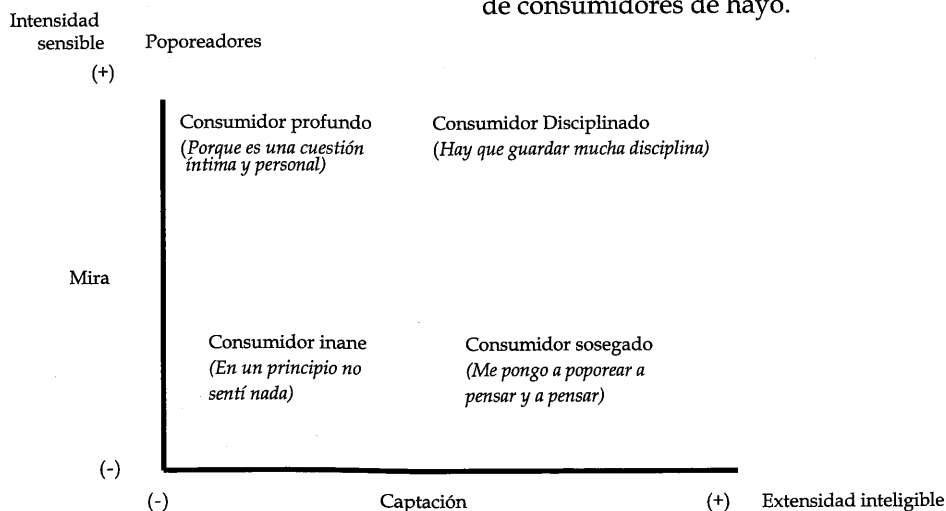 de consumidores de hayo.
Intensidad
sensible
Poporeadores
(+)
Consumidor profundo
(Porque es una cuestión
íntima y personal)
Consumidor Disciplinado
(Hay que guardar mucha disciplina)
Mira
Consumidor inane
(En un principio no
sentí nada)
Consumidor sosegado
(Me pongo a poporear a
pensar y a pensar)
(-)
(-)
Captación
(+)
Extensidad inteligible